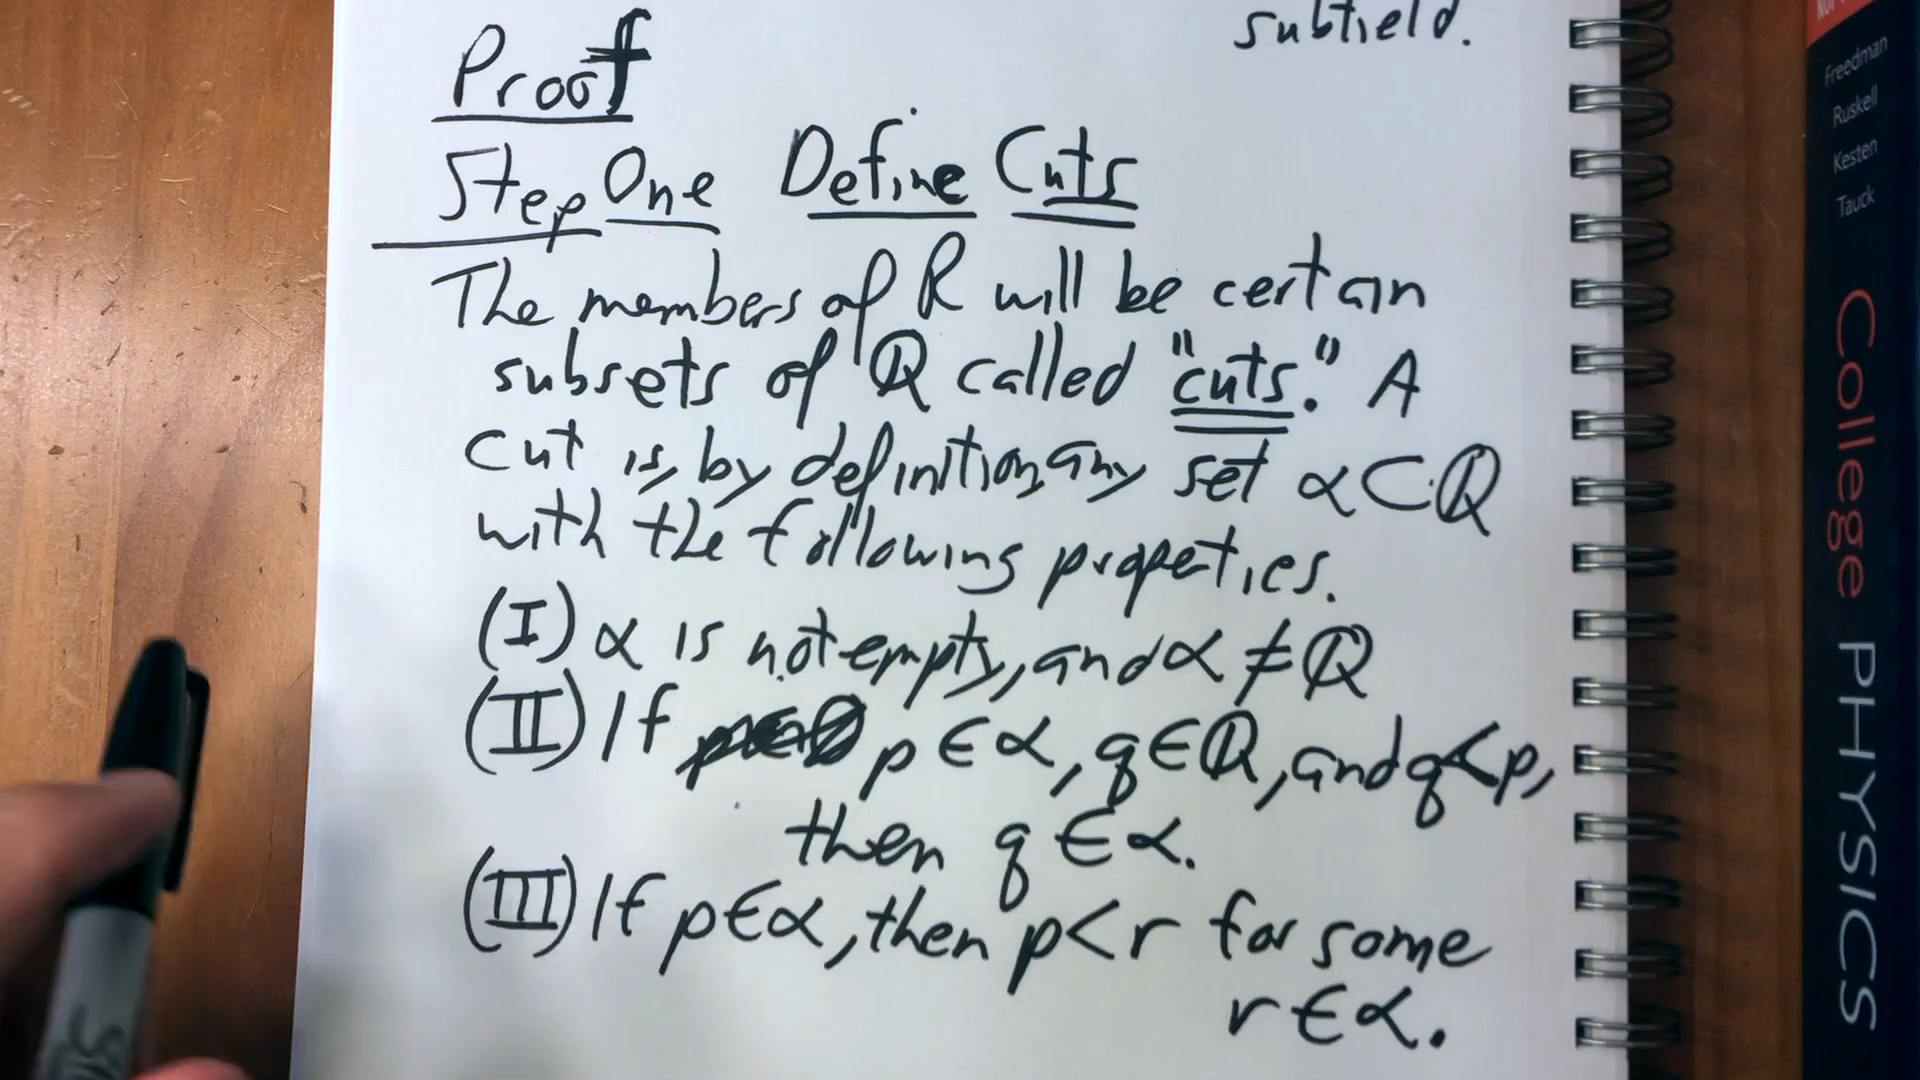 subfield.
Proof
Step One Define Cuts
The members of R will be certain
subsets of ℚ called "cuts." A
cut is, by definition, any set α ⊂ ℚ
with the following properties.
(I) α is not empty, and α ≠ ℚ
(II) If p ∈ α, q ∈ ℚ, and q < p,
then q ∈ α.
(III) If p ∈ α, then p < r for some
r ∈ α.
Freedman
Ruskell
Kesten
Tauck
College PHYSICS